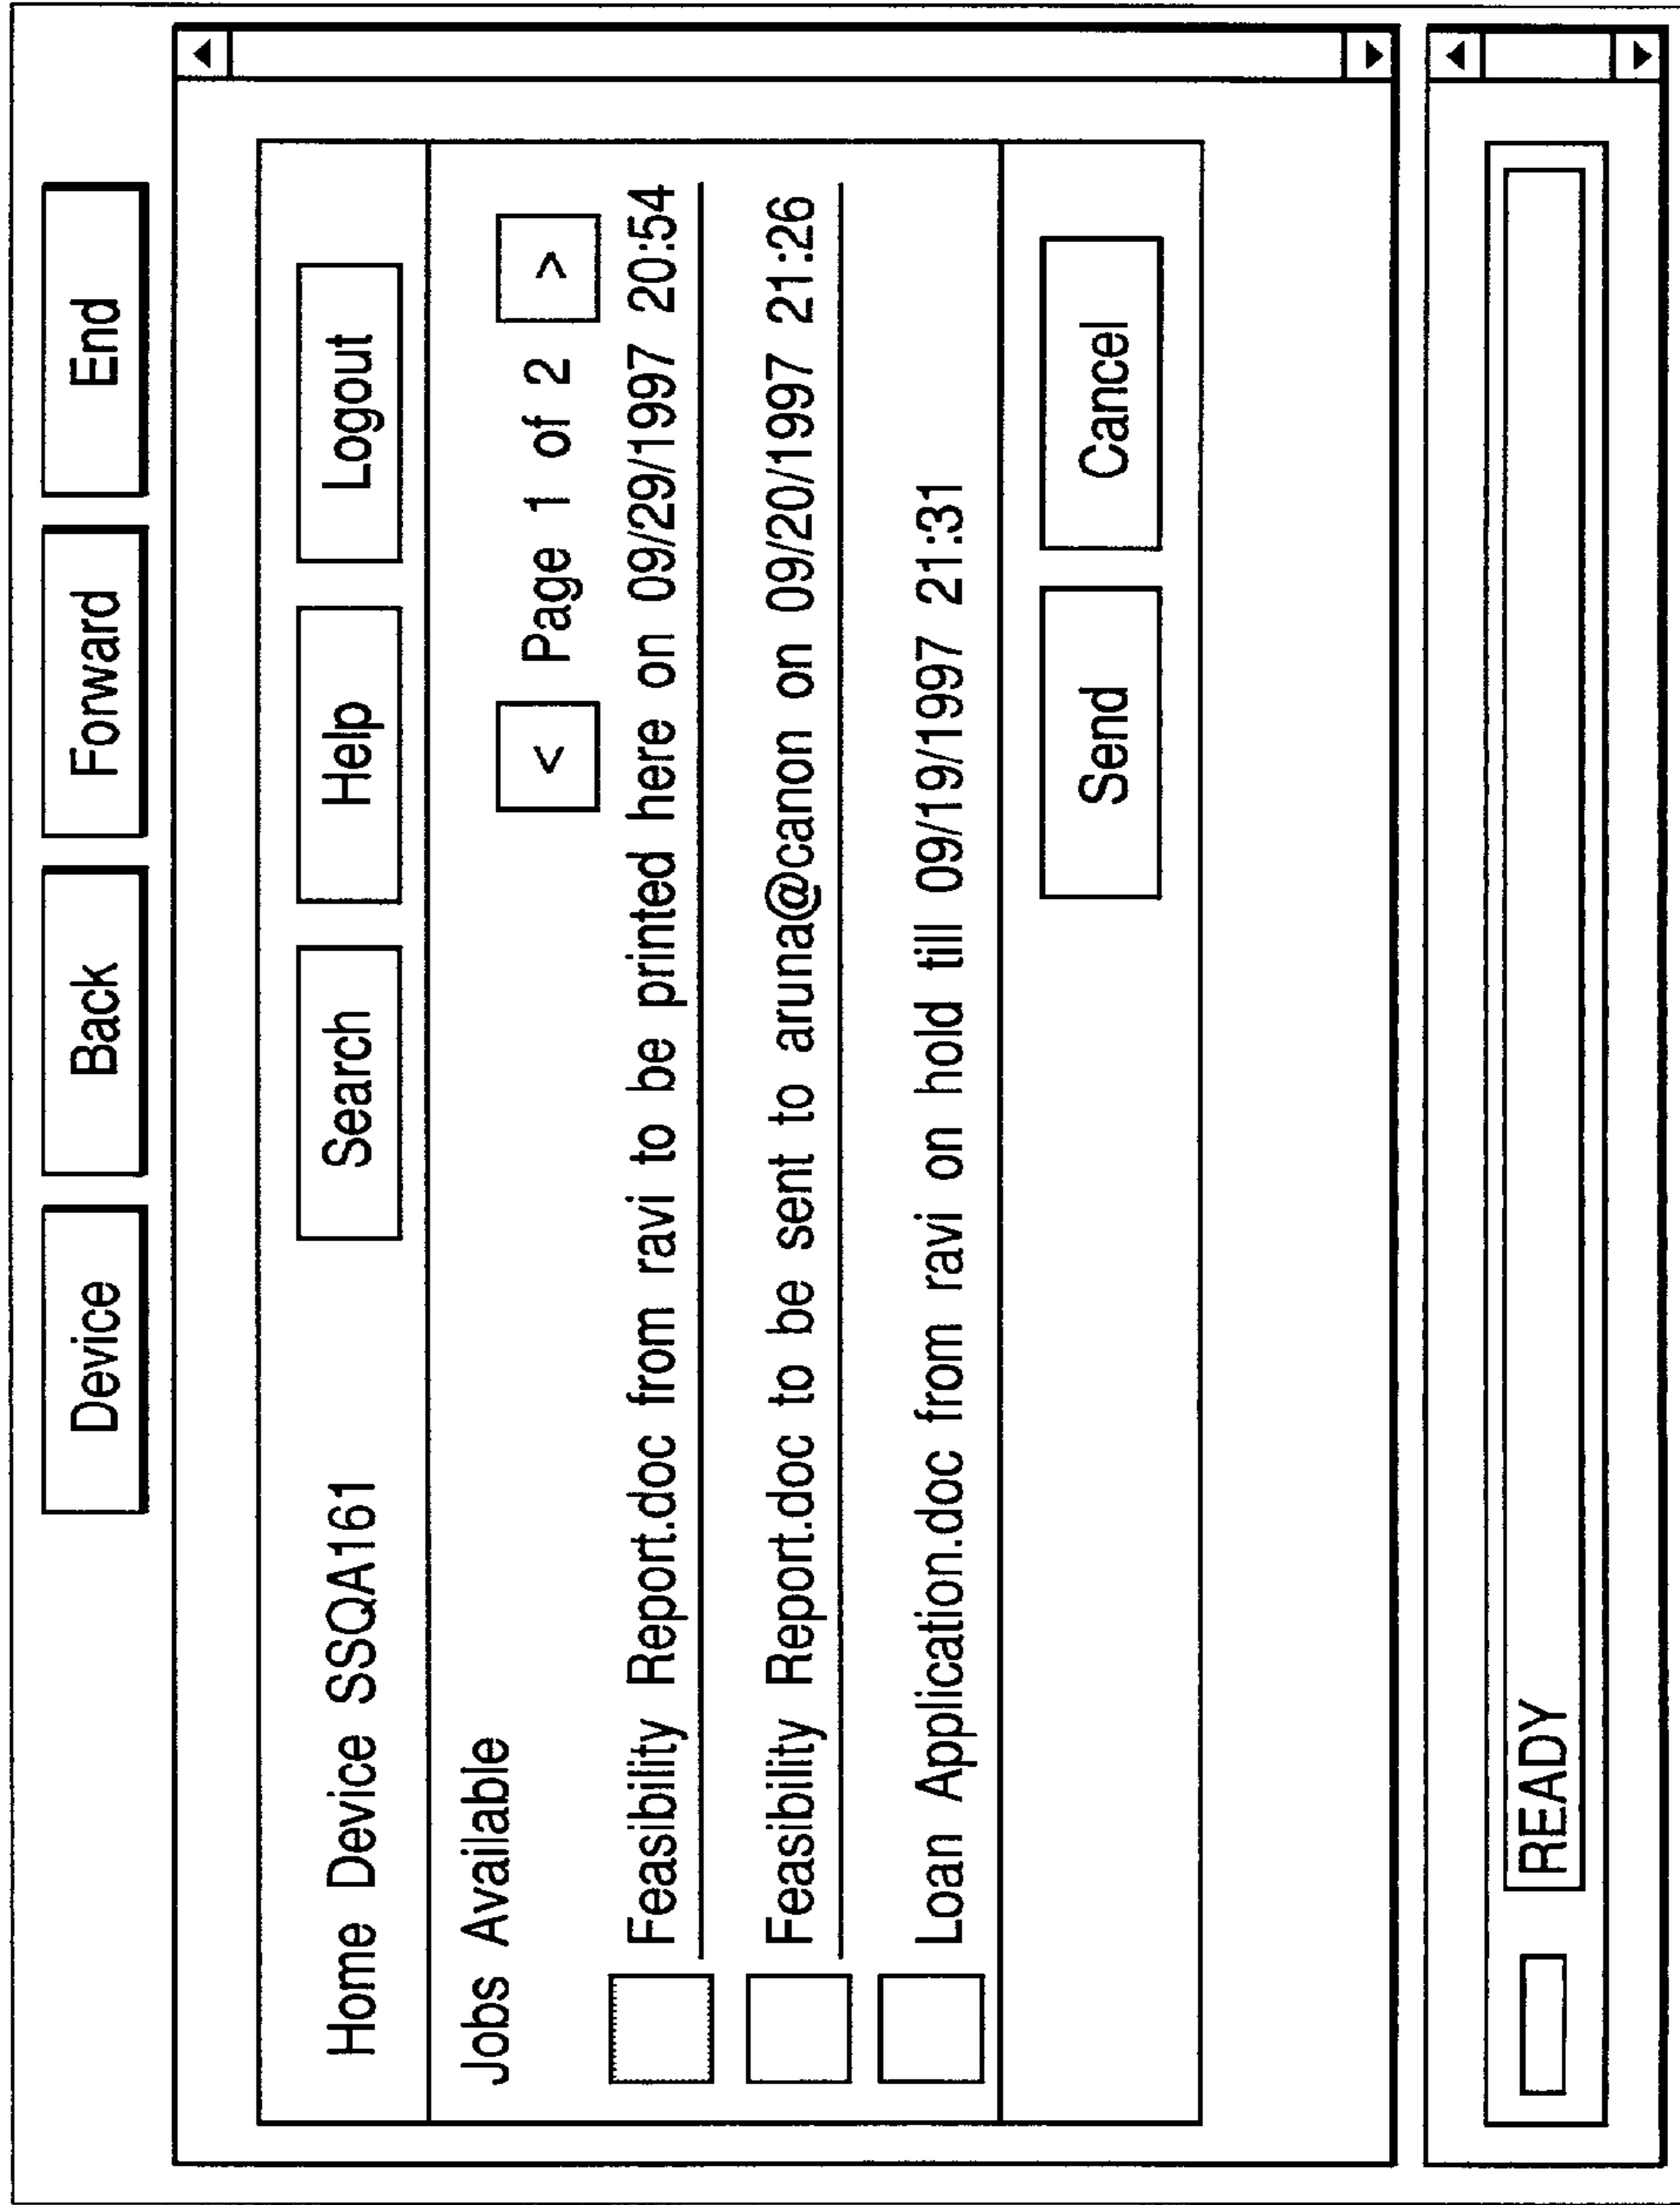 Device Back Forward End
Home Device SSQA161 Search Help Logout
Jobs Available
< Page 1 of 2 >
Feasibility Report.doc from ravi to be printed here on 09/29/1997 20:54
Feasibility Report.doc to be sent to aruna@canon on 09/20/1997 21:26
Loan Application.doc from ravi on hold till 09/19/1997 21:31
Send Cancel
READY